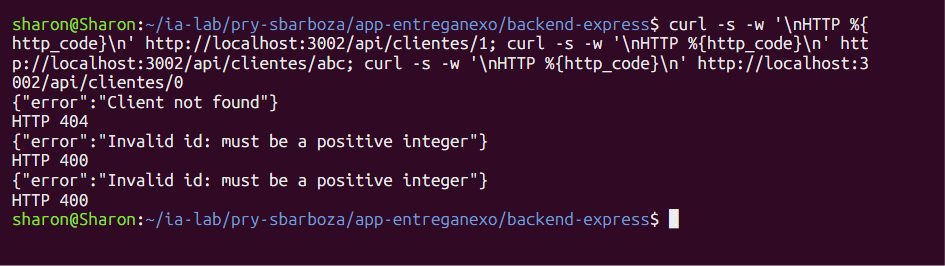 sharon@Sharon:~/ia-lab/pry-sbarboza/app-entreganexo/backend-express$ curl -s -w '\nHTTP %{
http_code}\n' http://localhost:3002/api/clientes/1; curl -s -w '\nHTTP %{http_code}\n' htt
p://localhost:3002/api/clientes/abc; curl -s -w '\nHTTP %{http_code}\n' http://localhost:3
002/api/clientes/0
{"error":"Client not found"}
HTTP 404
{"error":"Invalid id: must be a positive integer"}
HTTP 400
{"error":"Invalid id: must be a positive integer"}
HTTP 400
sharon@Sharon:~/ia-lab/pry-sbarboza/app-entreganexo/backend-express$